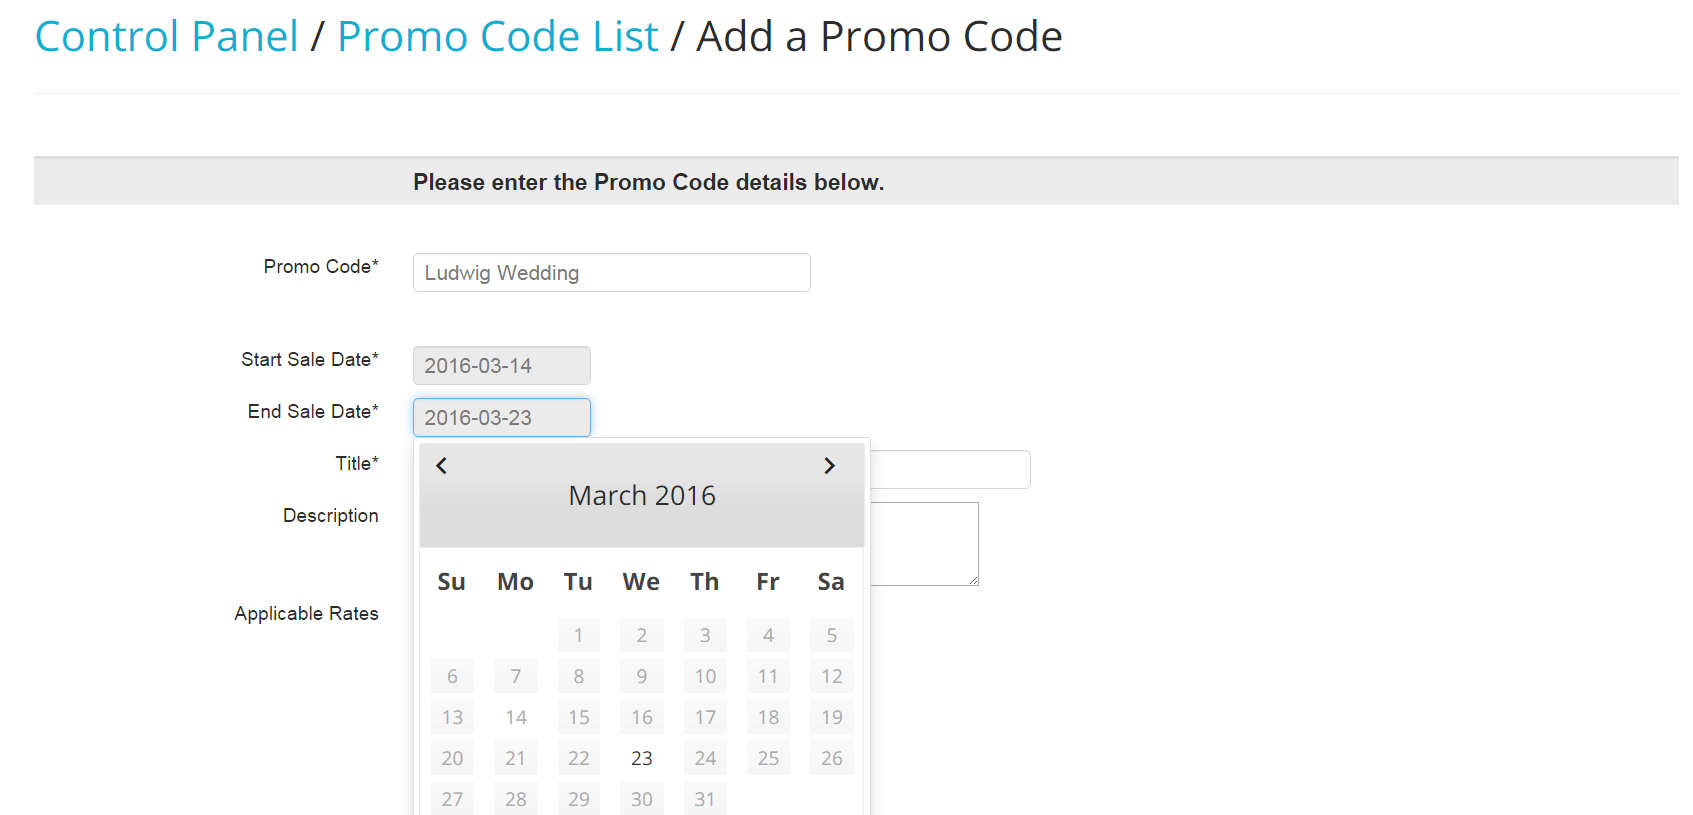 Control Panel / Promo Code List / Add a Promo Code
Please enter the Promo Code details below.
Promo Code* Ludwig Wedding
Start Sale Date* 2016-03-14
End Sale Date* 2016-03-23
Title*
Description
Applicable Rates
March 2016
Su Mo Tu We Th Fr Sa
1 2 3 4 5
6 7 8 9 10 11 12
13 14 15 16 17 18 19
20 21 22 23 24 25 26
27 28 29 30 31